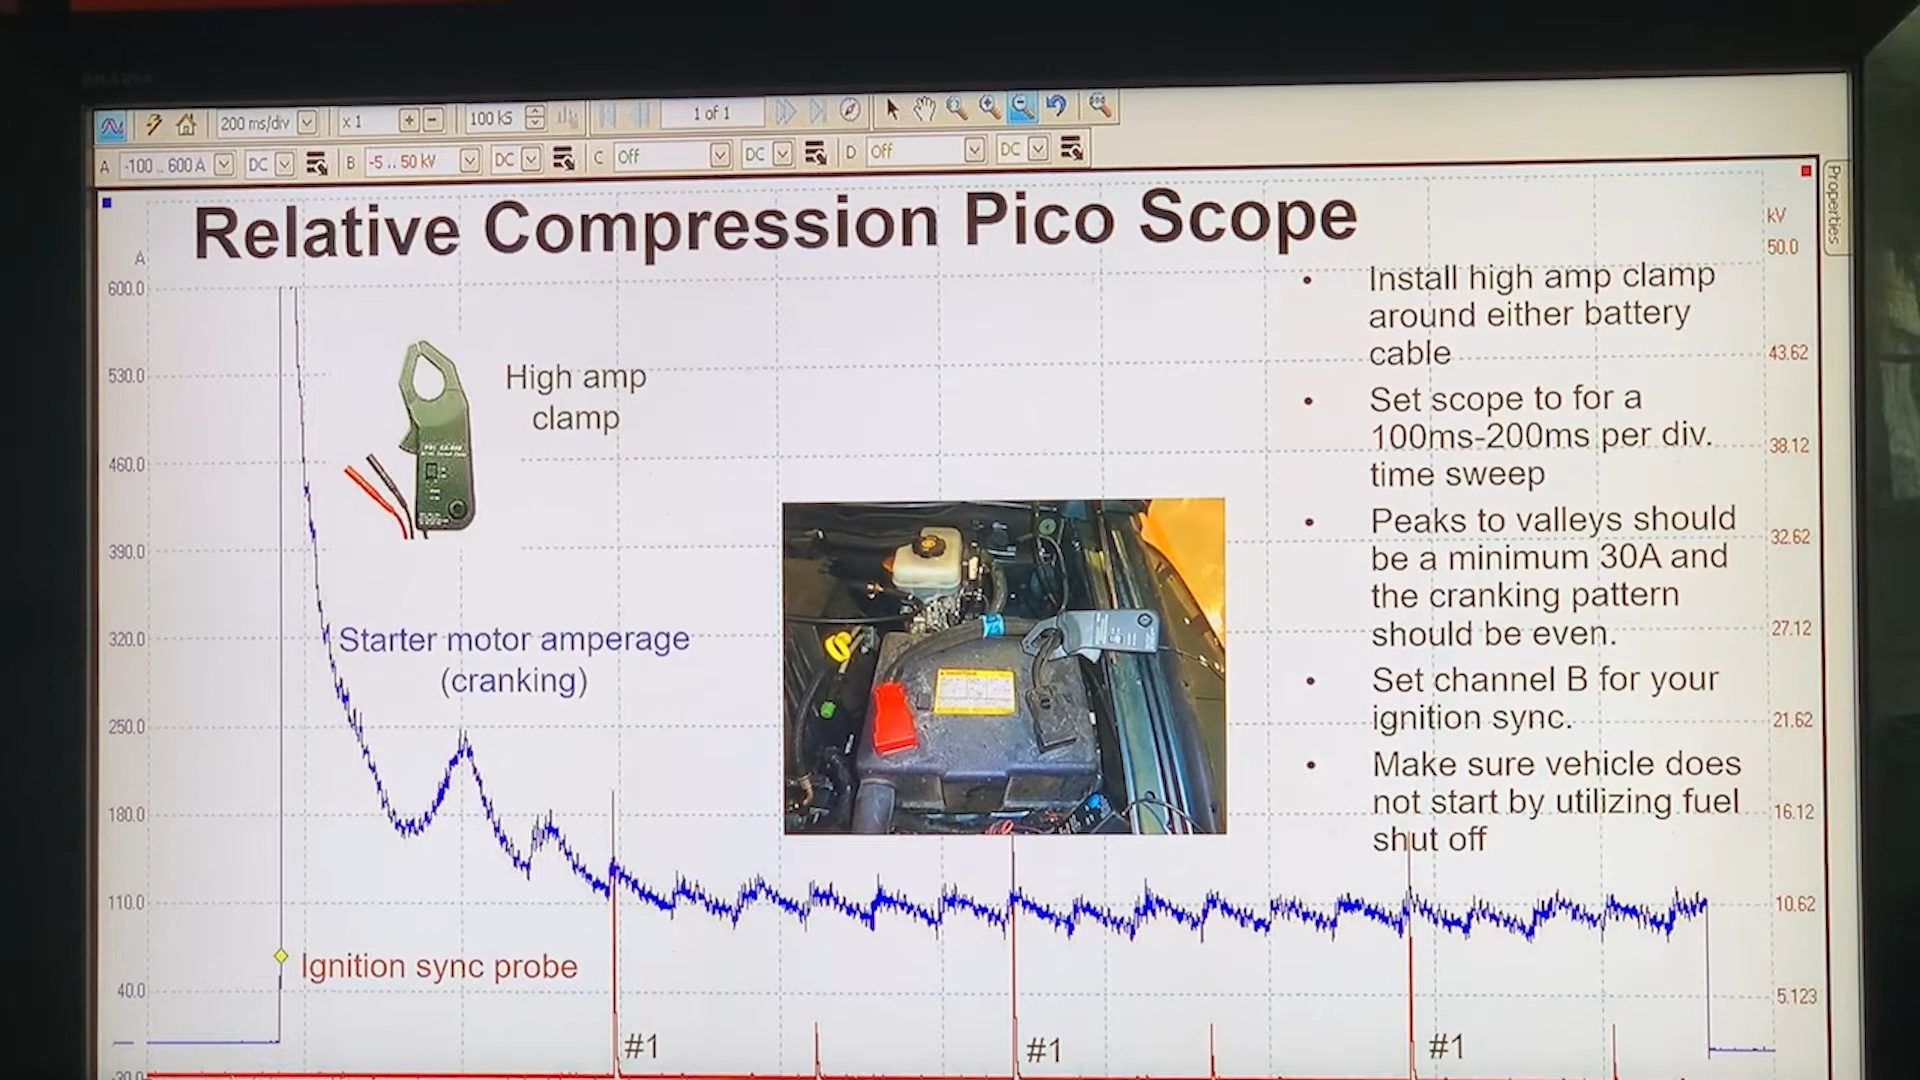 200 ms/div
x 1
100 kS
1 of 1
A
-100 .. 600 A
DC
B
-5 .. 50 kV
DC
C
Off
DC
D
Off
DC
Properties
Relative Compression Pico Scope
A
600.0
530.0
460.0
390.0
320.0
250.0
180.0
110.0
40.0
High amp
clamp
Starter motor amperage
(cranking)
Ignition sync probe
#1
#1
#1
• Install high amp clamp
around either battery
cable
• Set scope to for a
100ms-200ms per div.
time sweep
• Peaks to valleys should
be a minimum 30A and
the cranking pattern
should be even.
• Set channel B for your
ignition sync.
• Make sure vehicle does
not start by utilizing fuel
shut off
kV
50.0
43.62
38.12
32.62
27.12
21.62
16.12
10.62
5.123